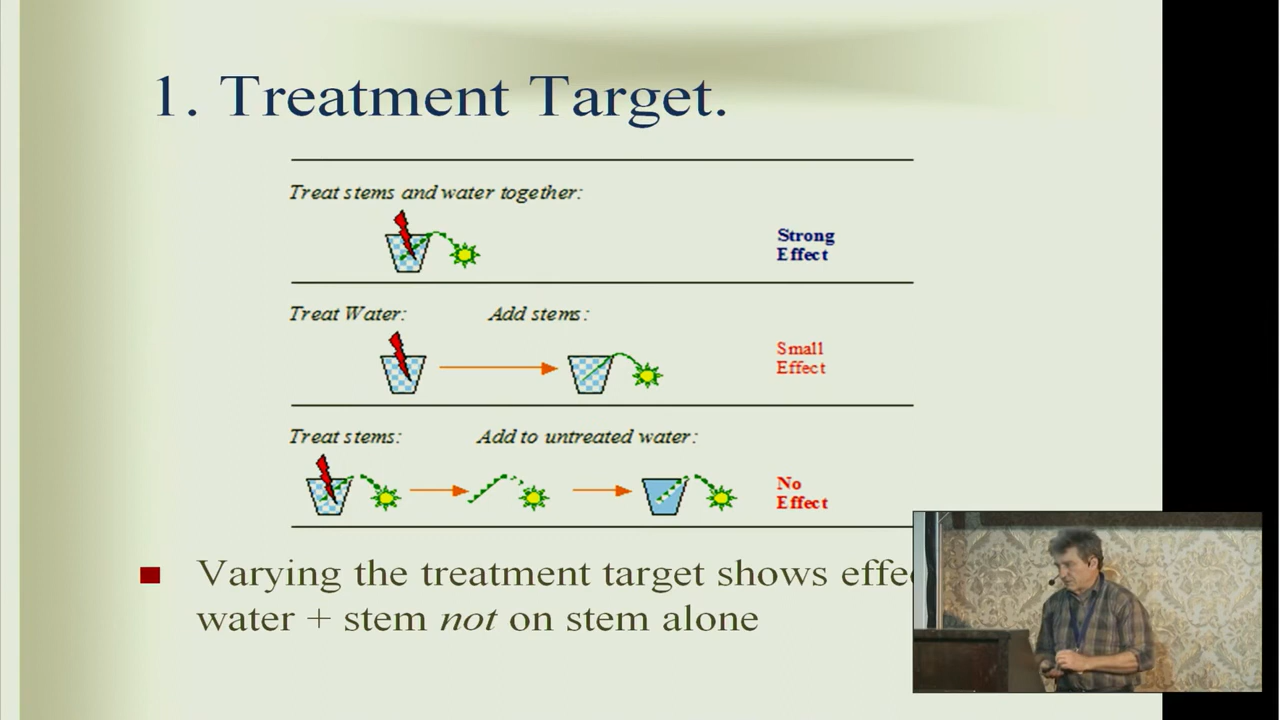 1. Treatment Target.
Treat stems and water together:
Strong
Effect
Treat Water: Add stems:
Small
Effect
Treat stems: Add to untreated water:
No
Effect
Varying the treatment target shows
water + stem not on stem alone